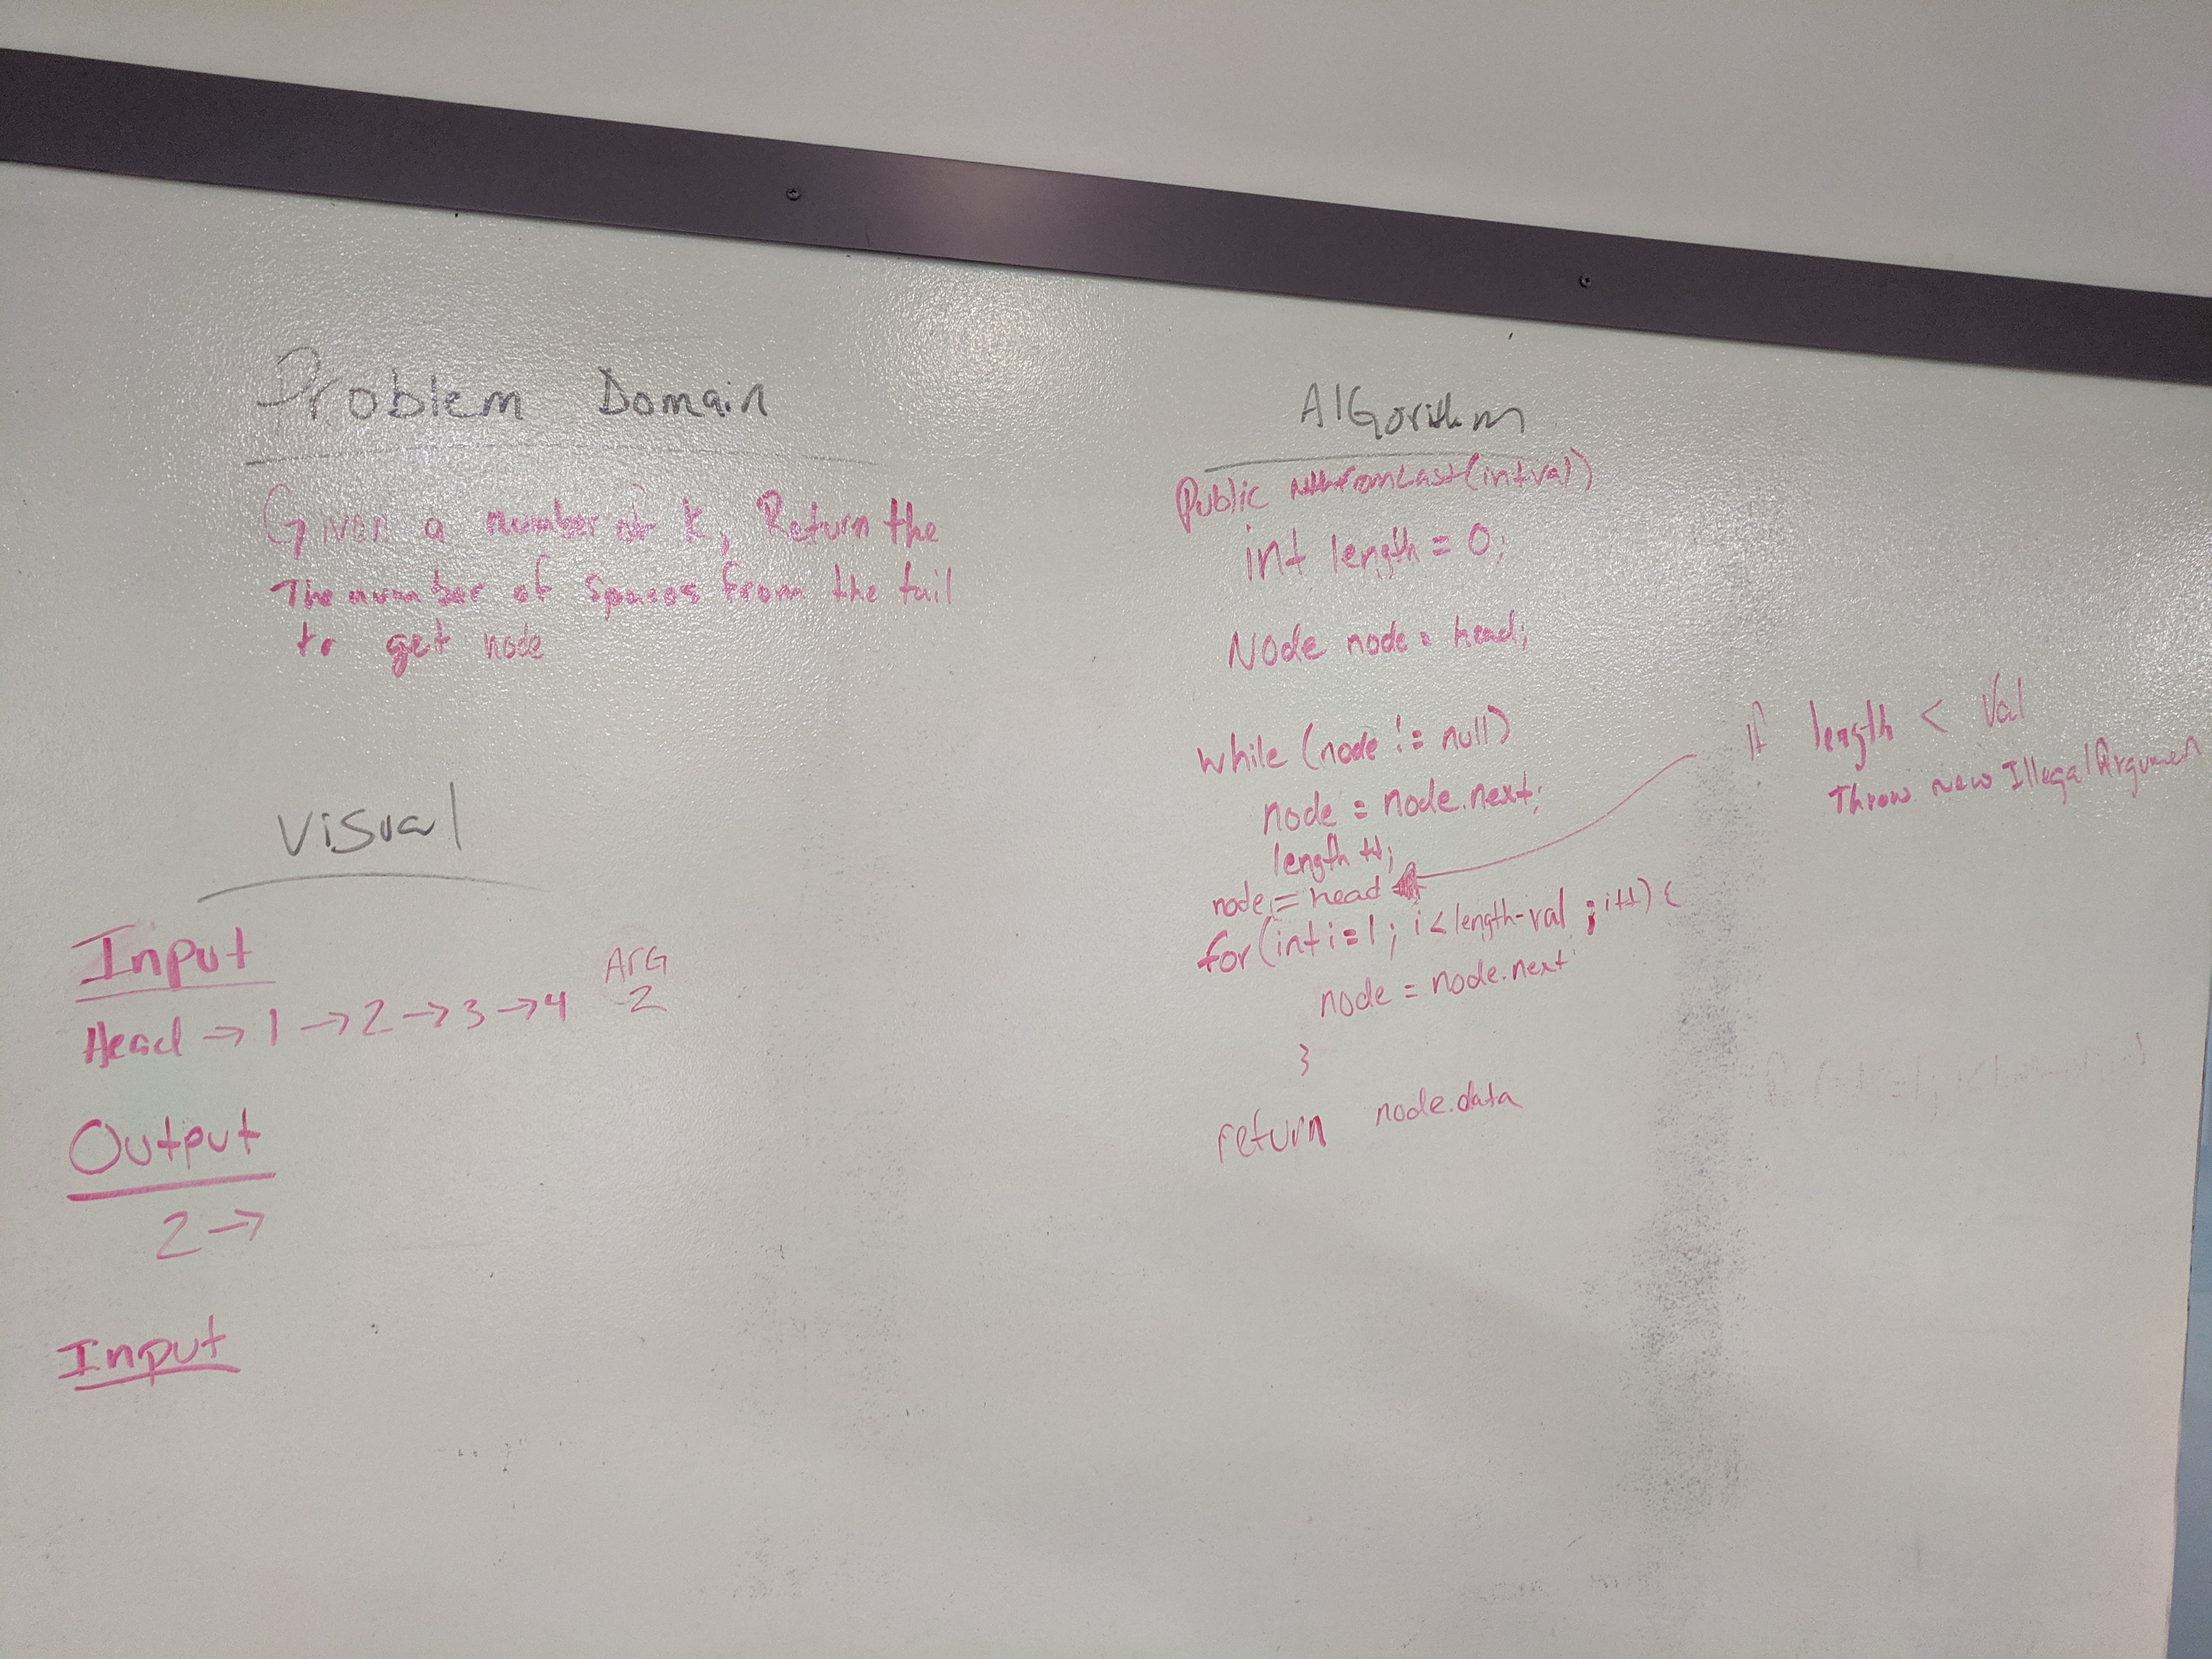 Problem Domain
Given a number of k, Return the
The number of spaces from the tail
to get node
Visual
Input
Head → 1 → 2 → 3 → 4
ArG
2
Output
2 →
Input
AlGorithm
Public nthfromLast(int val)
int length = 0;
Node node = head;
while (node != null)
node = node.next;
length ++;
node = head
for (int i = 1; i < length-val ; i++) {
node = node.next
}
return node.data
If length < Val
Throw new IllegalArgumen